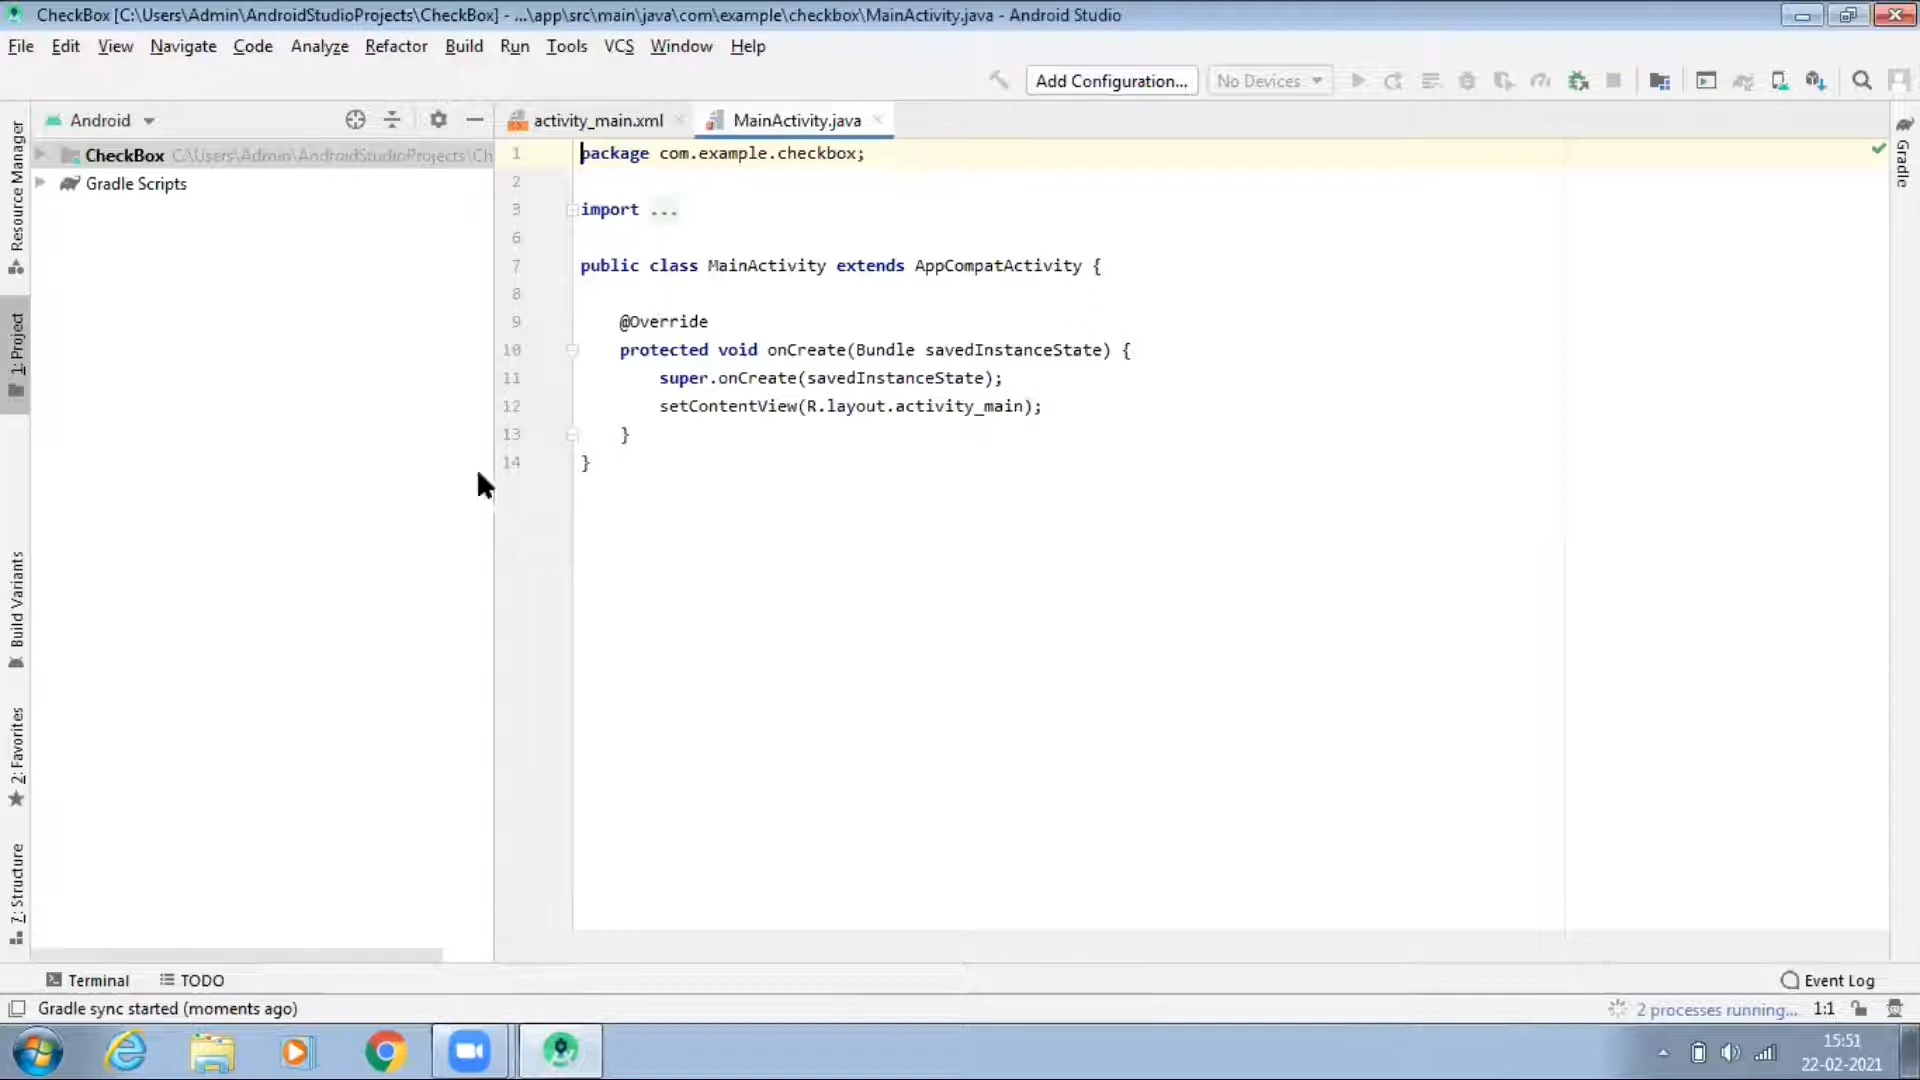 CheckBox [C:\Users\Admin\AndroidStudioProjects\CheckBox] - ...\app\src\main\java\com\example\checkbox\MainActivity.java - Android Studio
File Edit View Navigate Code Analyze Refactor Build Run Tools VCS Window Help
Add Configuration... No Devices
Android
activity_main.xml MainActivity.java
CheckBox C:\Users\Admin\AndroidStudioProjects\Ch
Gradle Scripts
Resource Manager
1: Project
Build Variants
2: Favorites
7: Structure
1 package com.example.checkbox;
2
3 import ...
6
7 public class MainActivity extends AppCompatActivity {
8
9 @Override
10 protected void onCreate(Bundle savedInstanceState) {
11 super.onCreate(savedInstanceState);
12 setContentView(R.layout.activity_main);
13 }
14 }
Gradle
Terminal TODO Event Log
Gradle sync started (moments ago) 2 processes running... 1:1
15:51
22-02-2021